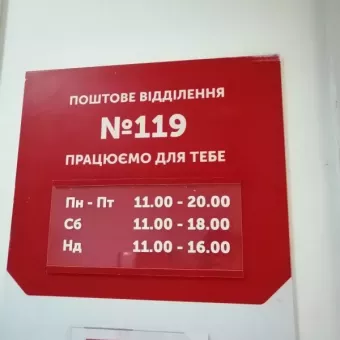 ПОШТОВЕ ВІДДІЛЕННЯ
№119
ПРАЦЮЄМО ДЛЯ ТЕБЕ
Пн - Пт 11.00 - 20.00
Сб 11.00 - 18.00
Нд 11.00 - 16.00